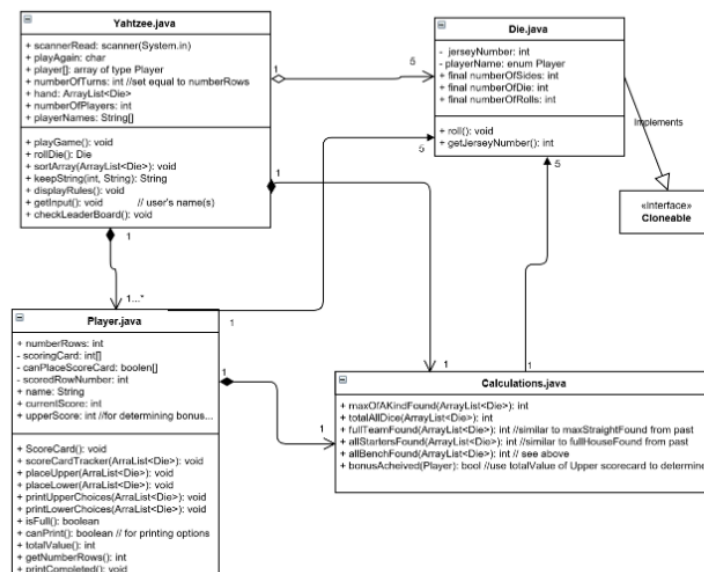 Yahtzee.java
+ scannerRead: scanner(System.in)
+ playAgain: char
+ player[]: array of type Player
+ numberOfTurns: int //set equal to numberRows
+ hand: ArrayList<Die>
+ numberOfPlayers: int
+ playerNames: String[]
+ playGame(): void
+ rollDie(): Die
+ sortArray(ArrayList<Die>): void
+ keepString(int, String): String
+ displayRules(): void
+ getInput(): void // user's name(s)
+ checkLeaderBoard(): void
1
5
Die.java
- jerseyNumber: int
- playerName: enum Player
+ final numberOfSides: int
+ final numberOfDie: int
+ final numberOfRolls: int
+ roll(): void
+ getJerseyNumber(): int
Implements
5
5
1
1
«Interface»
Cloneable
1...*
1
Player.java
+ numberRows: int
- scoringCard: int[]
- canPlaceScoreCard: boolen[]
- scoredRowNumber: int
+ name: String
+ currentScore: int
+ upperScore: int //for determining bonus...
+ ScoreCard(): void
+ scoreCardTracker(ArraList<Die>): void
+ placeUpper(ArraList<Die>): void
+ placeLower(ArraList<Die>): void
+ printUpperChoices(ArraList<Die>): void
+ printLowerChoices(ArraList<Die>): void
+ isFull(): boolean
+ canPrint(): boolean // for printing options
+ totalValue(): int
+ getNumberRows(): int
+ printCompleted(): void
1
1
1
1
Calculations.java
+ maxOfAKindFound(ArrayList<Die>): int
+ totalAllDice(ArrayList<Die>): int
+ fullTeamFound(ArrayList<Die>): int //similar to maxStraightFound from past
+ allStartersFound(ArrayList<Die>): int //similar to fullHouseFound from past
+ allBenchFound(ArrayList<Die>): int // see above
+ bonusAcheived(Player): bool //use totalValue of Upper scorecard to determine